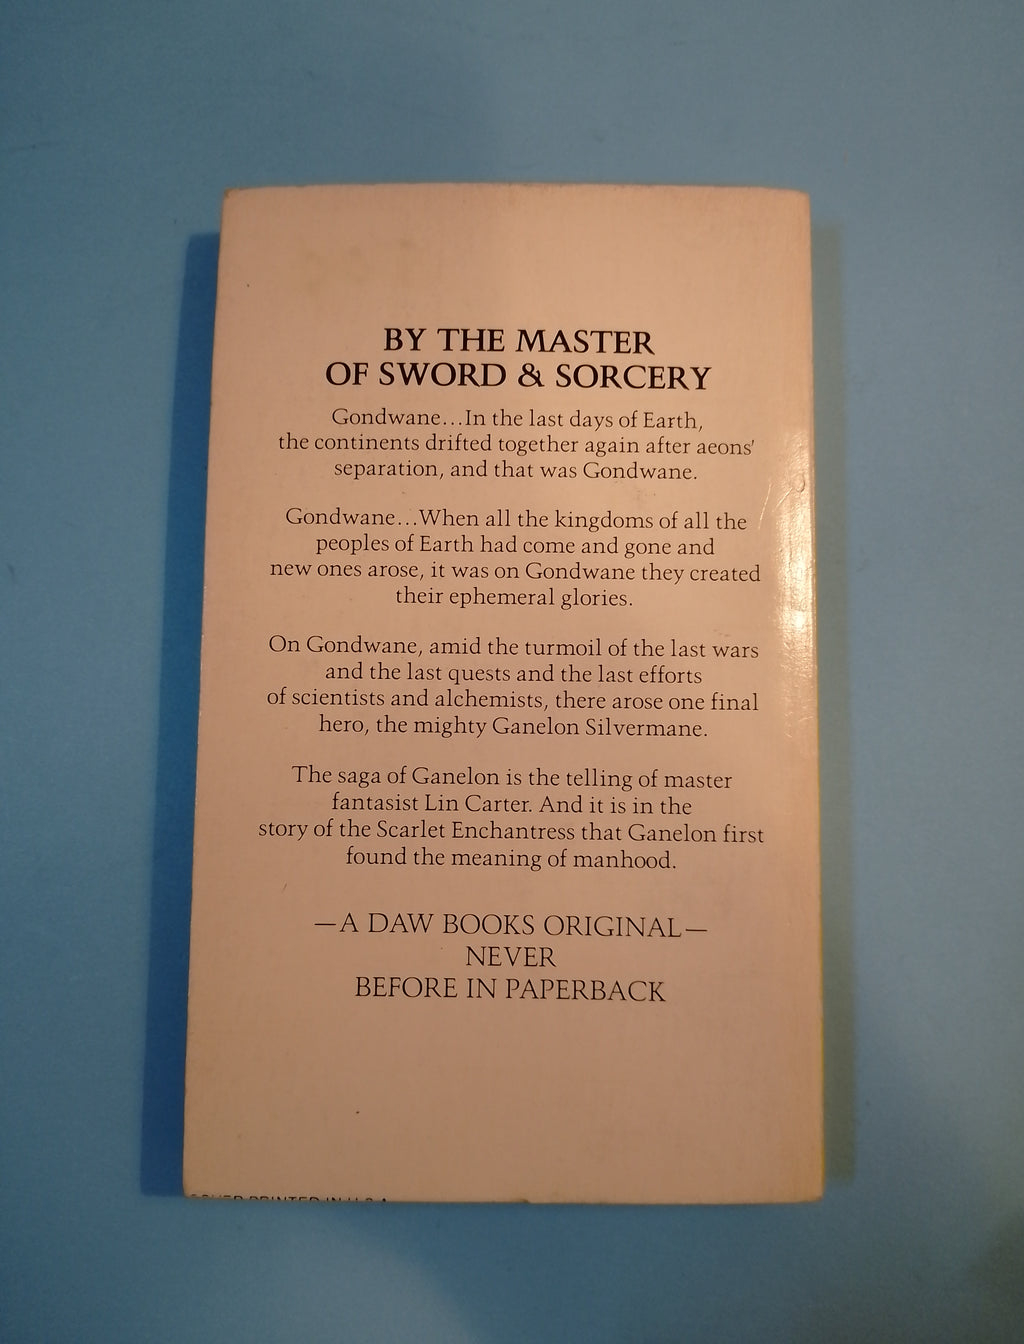 BY THE MASTER
OF SWORD & SORCERY
Gondwane...In the last days of Earth,
the continents drifted together again after aeons'
separation, and that was Gondwane.
Gondwane...When all the kingdoms of all the
peoples of Earth had come and gone and
new ones arose, it was on Gondwane they created
their ephemeral glories.
On Gondwane, amid the turmoil of the last wars
and the last quests and the last efforts
of scientists and alchemists, there arose one final
hero, the mighty Ganelon Silvermane.
The saga of Ganelon is the telling of master
fantasist Lin Carter. And it is in the
story of the Scarlet Enchantress that Ganelon first
found the meaning of manhood.
—A DAW BOOKS ORIGINAL—
NEVER
BEFORE IN PAPERBACK
COVER PRINTED IN U.S.A.